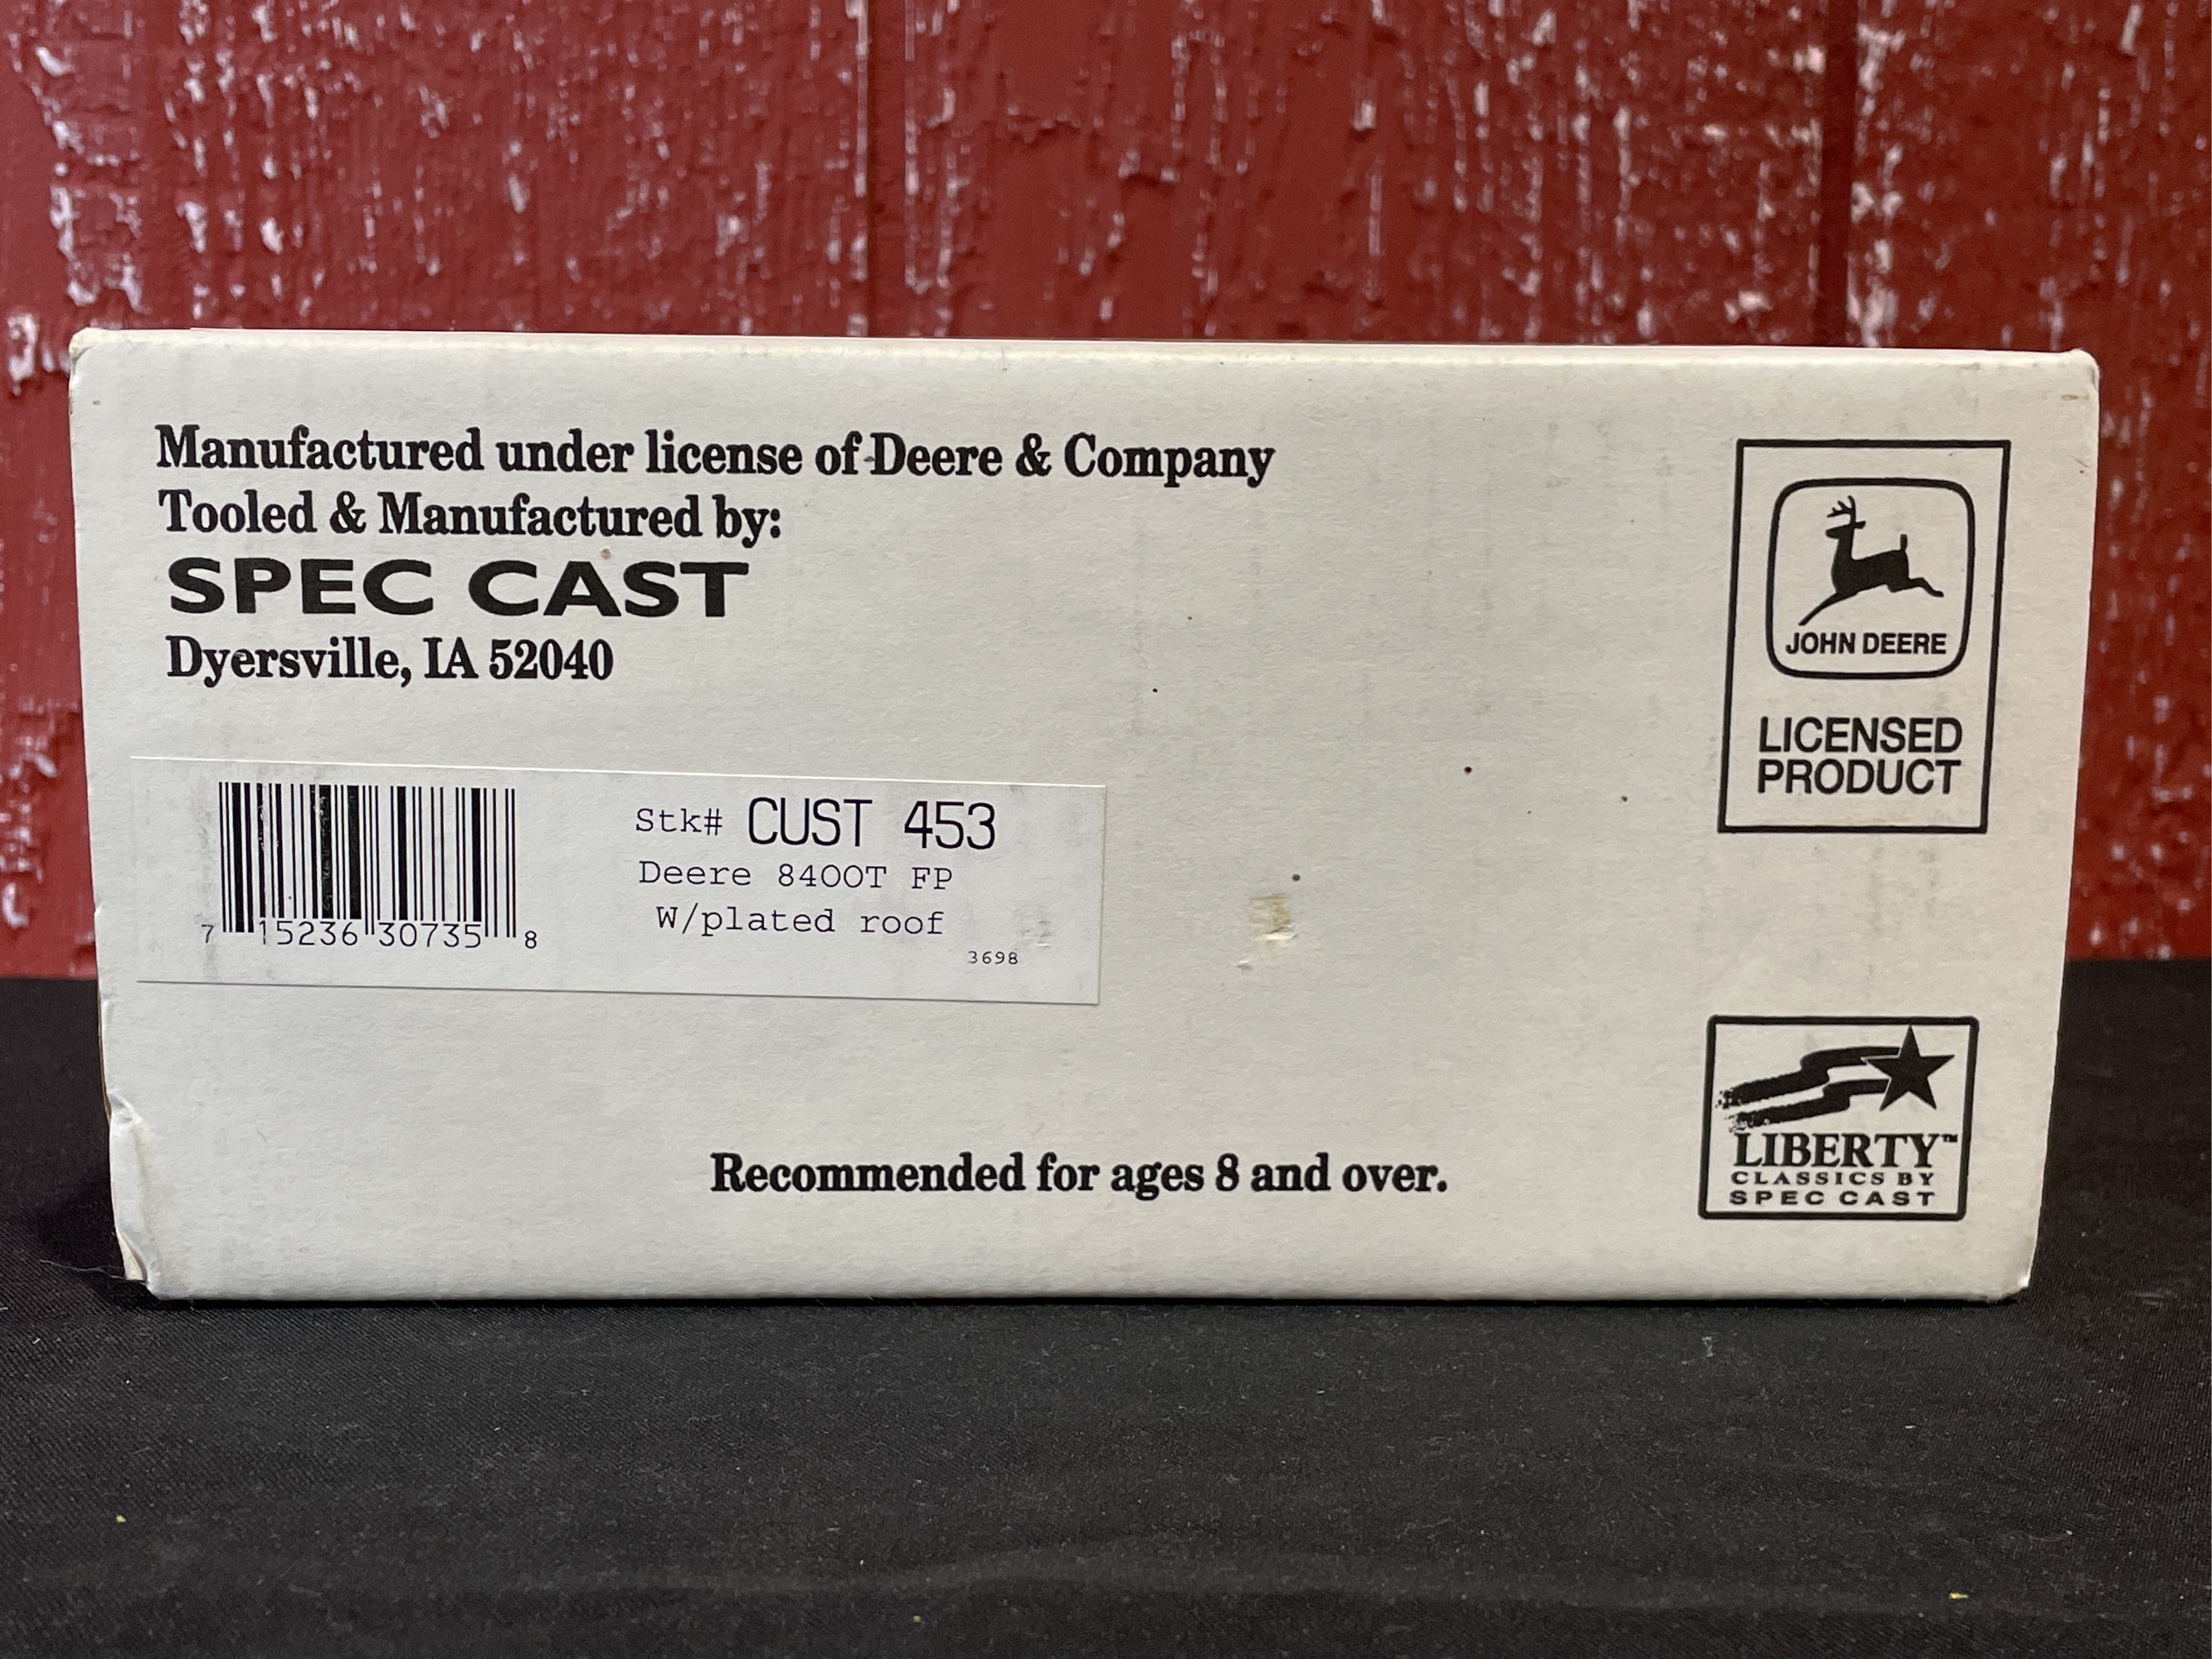 Manufactured under license of Deere & Company
Tooled & Manufactured by:
SPEC CAST
Dyersville, IA 52040
JOHN DEERE
LICENSED
PRODUCT
Stk# CUST 453
Deere 8400T FP
W/plated roof
3698
7 15236 30735 8
Recommended for ages 8 and over.
LIBERTY™
CLASSICS BY
SPEC CAST